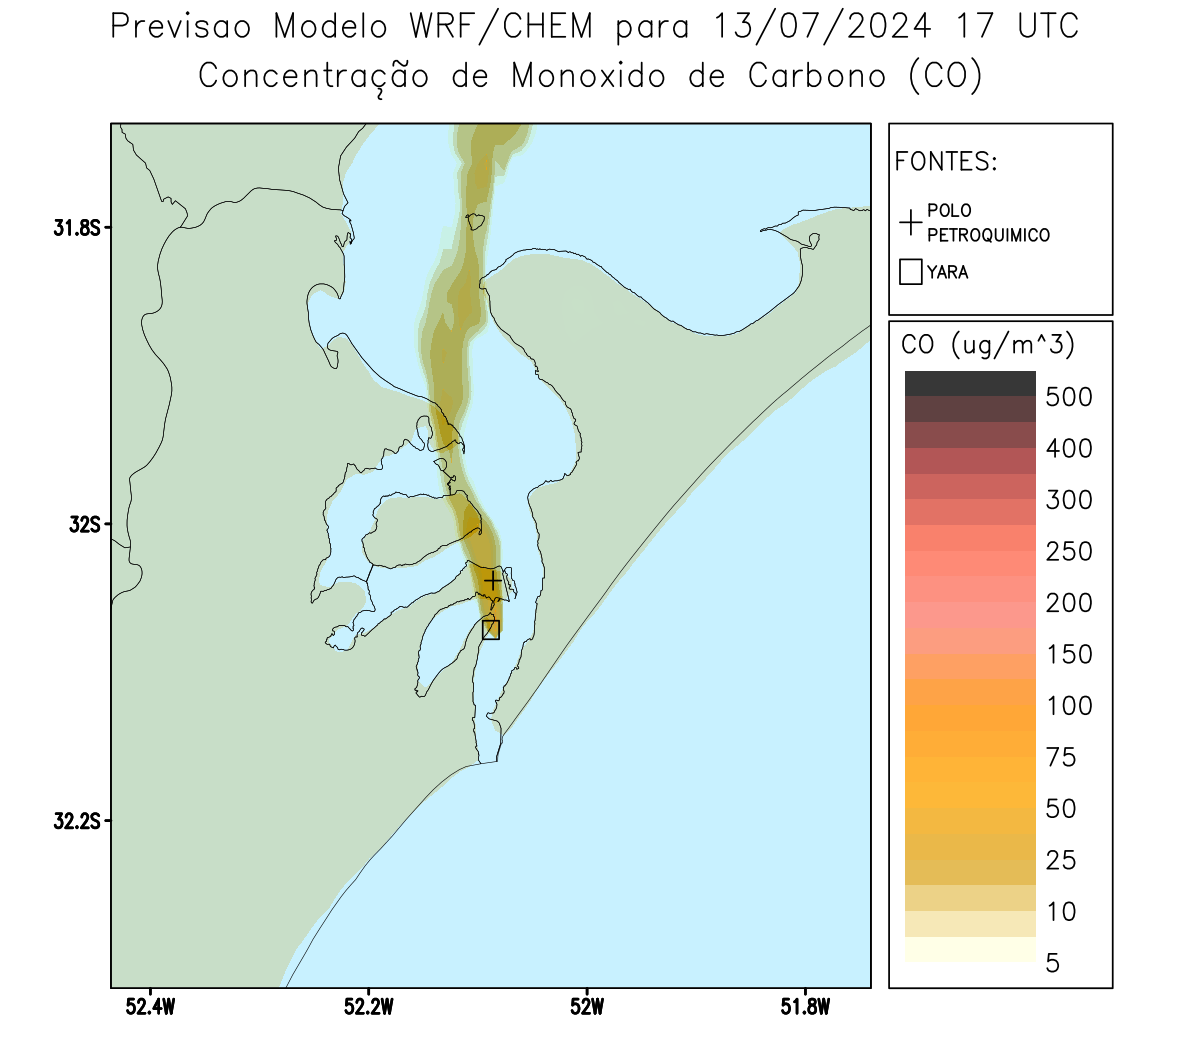 Previsao Modelo WRF/CHEM para 13/07/2024 17 UTC
Concentração de Monoxido de Carbono (CO)
FONTES:
POLO
PETROQUIMICO
YARA
CO (ug/m^3)
500
400
300
250
200
150
100
75
50
25
10
5
31.8S
32S
32.2S
52.4W
52.2W
52W
51.8W